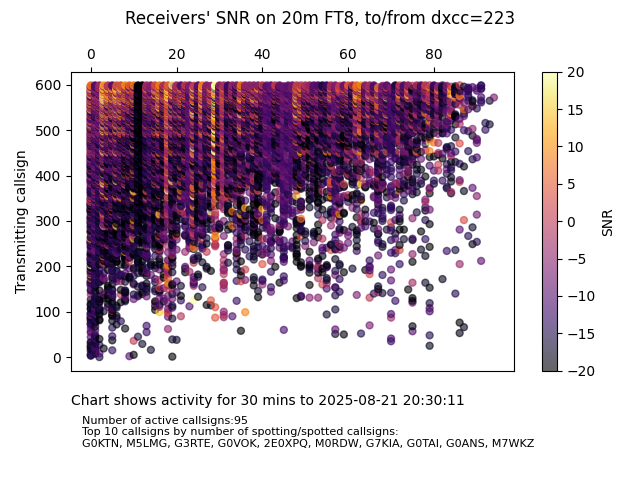 Receivers' SNR on 20m FT8, to/from dxcc=223
0 20 40 60 80
600
500
400
300
200
100
0
Transmitting callsign
20
15
10
5
0
−5
−10
−15
−20
SNR
Chart shows activity for 30 mins to 2025-08-21 20:30:11
Number of active callsigns:95
Top 10 callsigns by number of spotting/spotted callsigns:
G0KTN, M5LMG, G3RTE, G0VOK, 2E0XPQ, M0RDW, G7KIA, G0TAI, G0ANS, M7WKZ